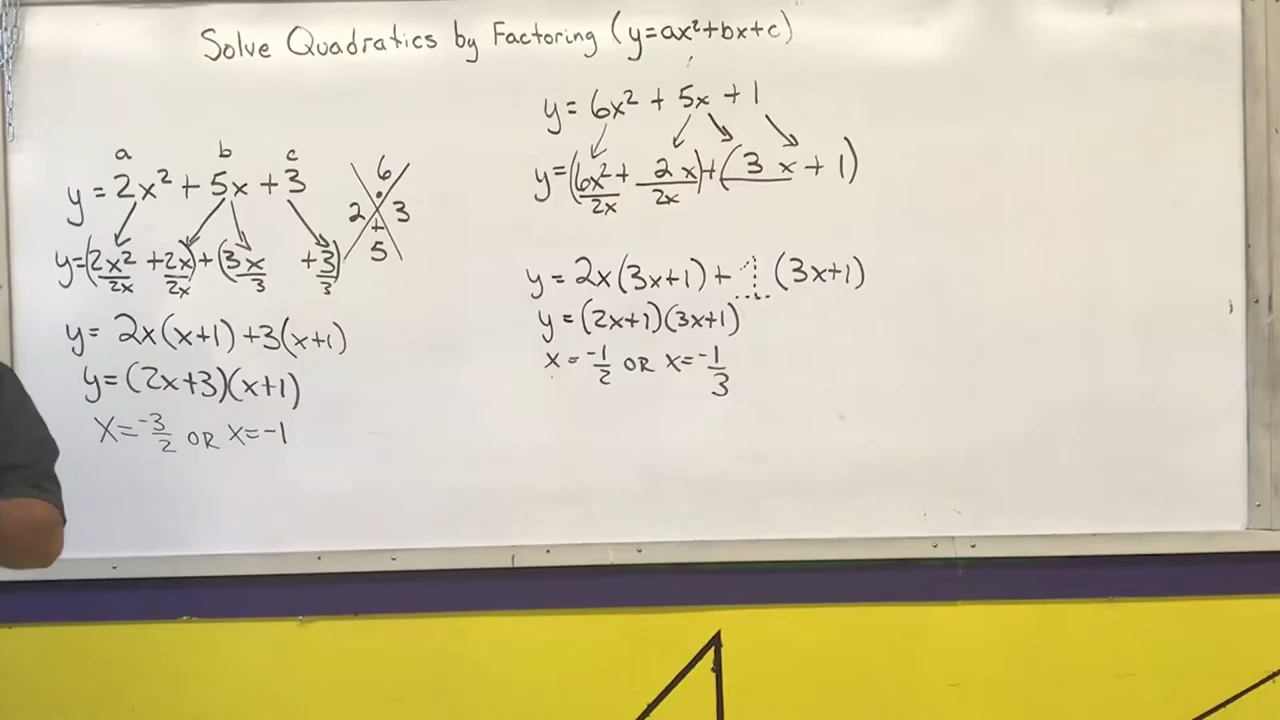 Solve Quadratics by Factoring (y=ax²+bx+c)
a b c
y = 2x² + 5x + 3
6
2 3
+
5
y=(2x²/2x +2x/2x)+(3x/3 +3/3)
y= 2x(x+1)+3(x+1)
y=(2x+3)(x+1)
x=-3/2 OR x=-1
y= 6x² + 5x + 1
y=(6x²/2x + 2x/2x)+(3x + 1)
y=2x(3x+1)+1(3x+1)
y=(2x+1)(3x+1)
x=-1/2 OR x=-1/3